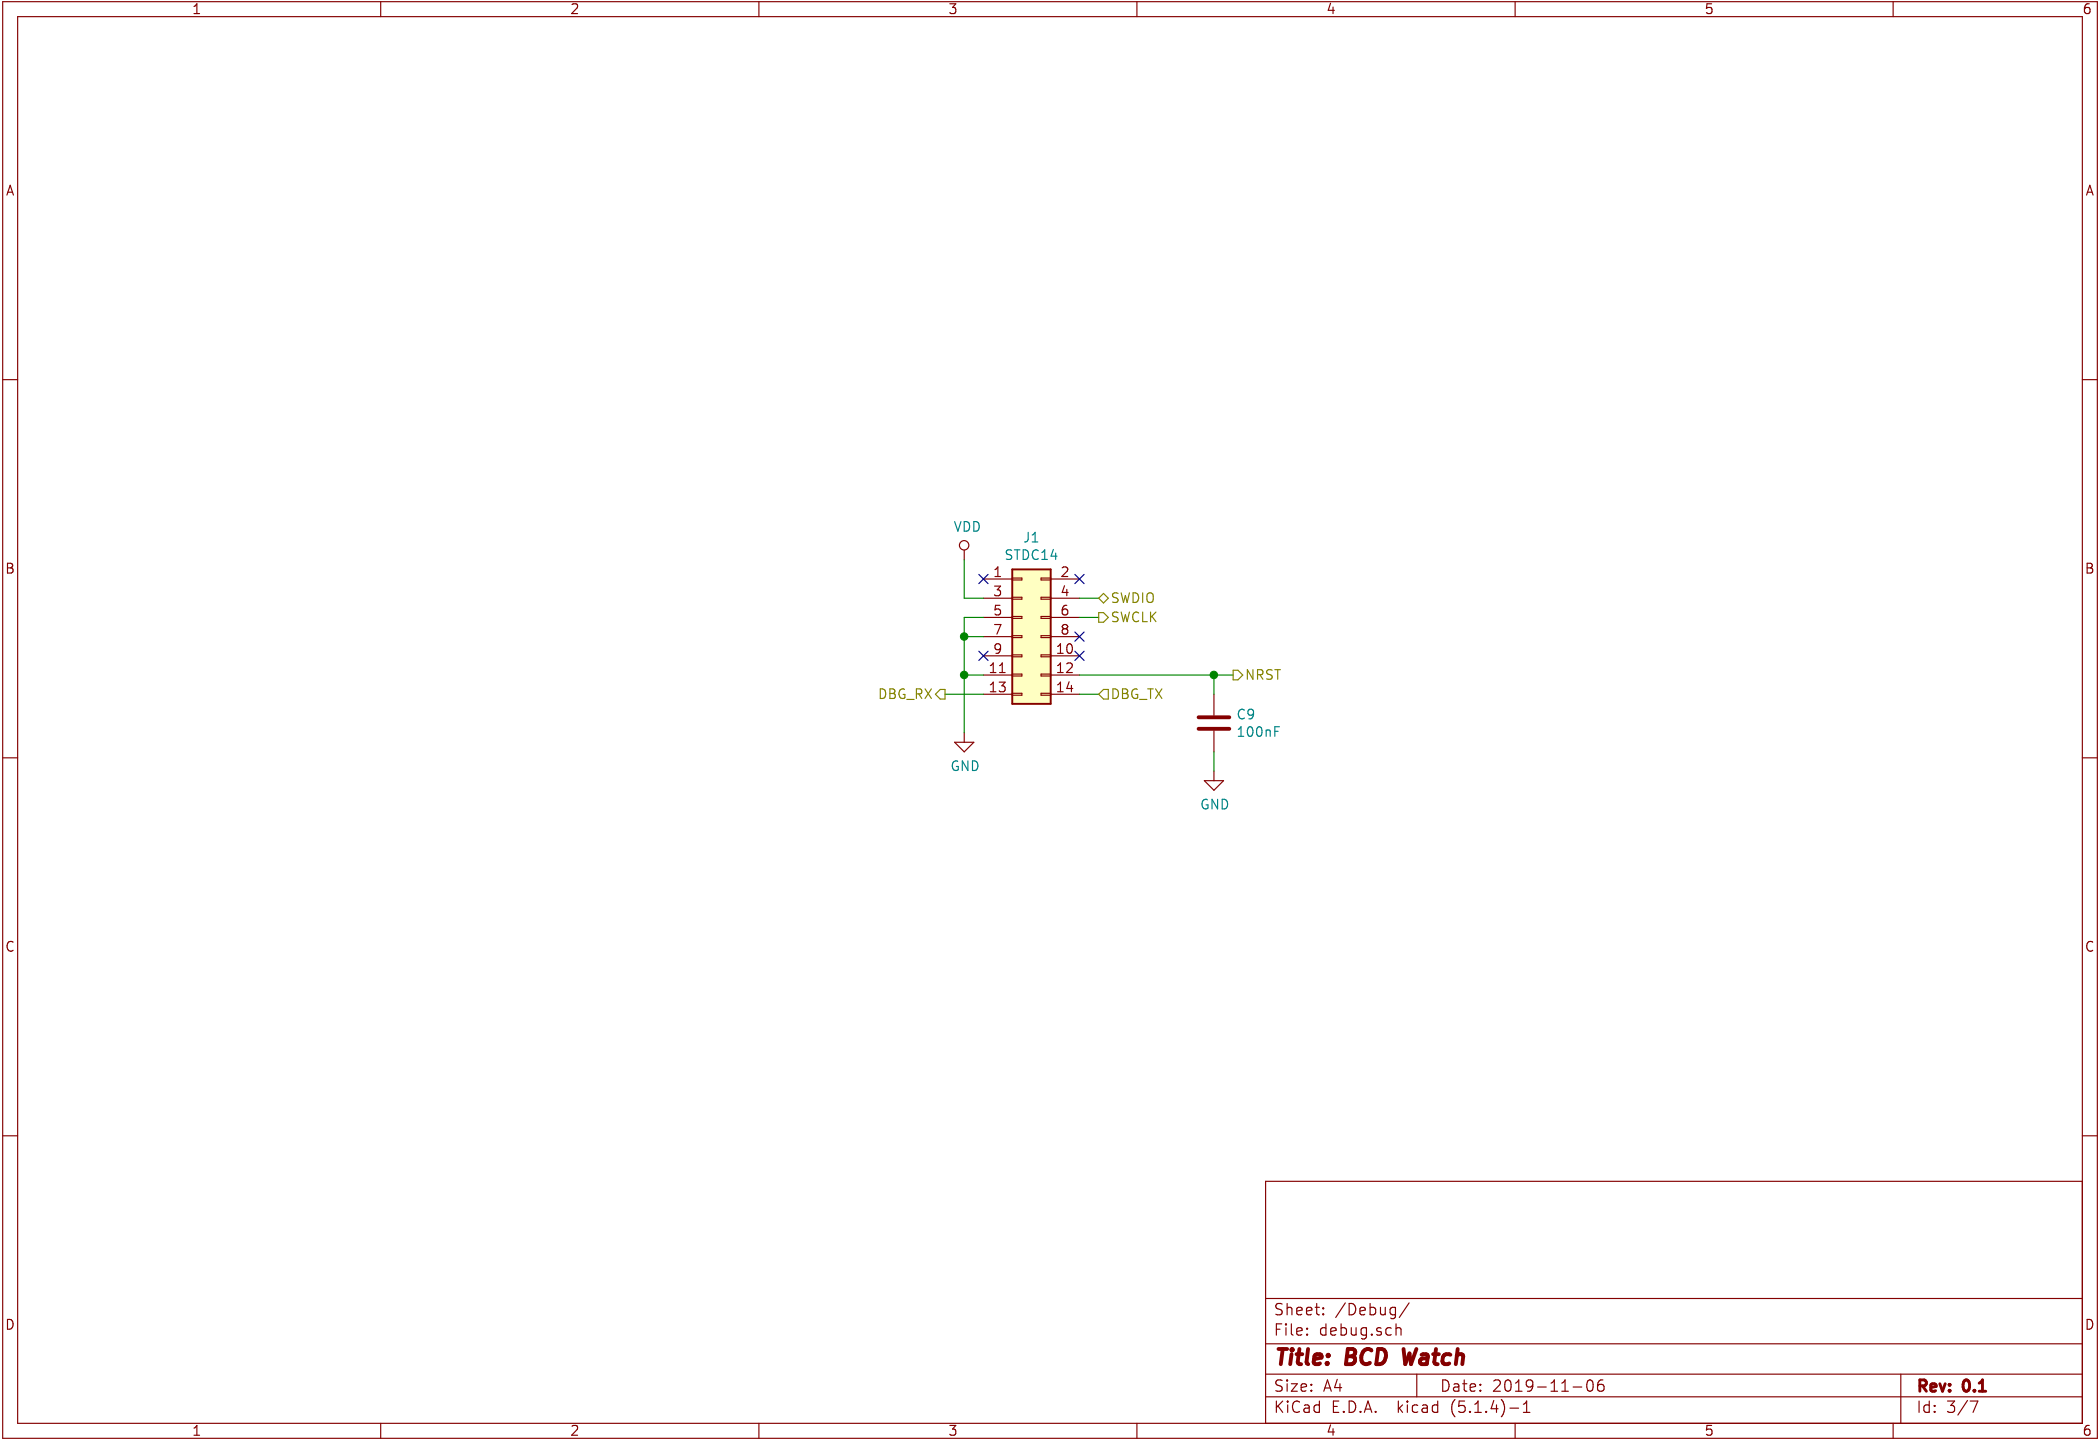 1 2 3 4 5 6
A A
VDD
J1
STDC14
B B
1 2
3 4 SWDIO
5 6 SWCLK
7 8
9 10
11 12 NRST
DBG_RX 13 14 DBG_TX
C9
100nF
GND
GND
C C
Sheet: /Debug/
File: debug.sch
D D
Title: BCD Watch
Size: A4 Date: 2019-11-06 Rev: 0.1
KiCad E.D.A. kicad (5.1.4)-1 Id: 3/7
1 2 3 4 5 6